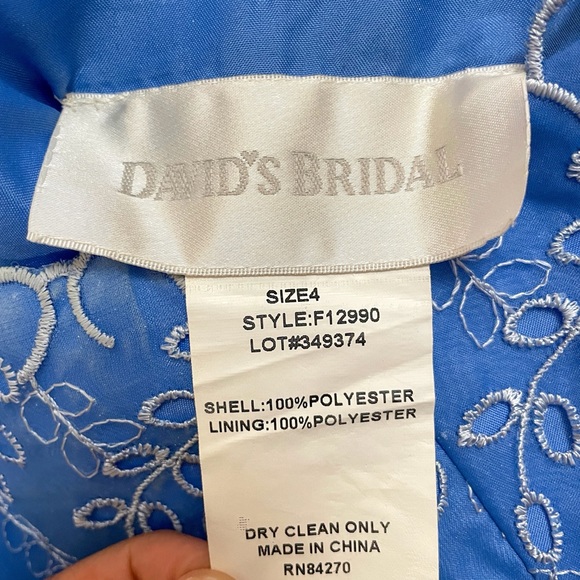 DAVID'S BRIDAL
SIZE4
STYLE:F12990
LOT#349374
SHELL:100%POLYESTER
LINING:100%POLYESTER
DRY CLEAN ONLY
MADE IN CHINA
RN84270